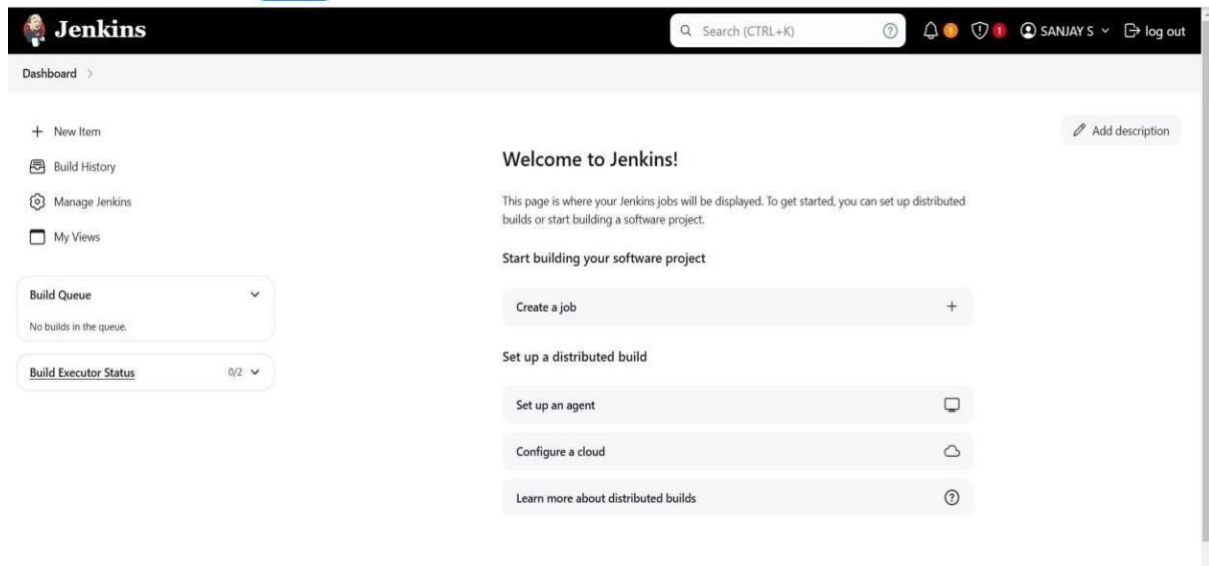 Jenkins
Search (CTRL+K)
1
1
SANJAY S
log out
Dashboard
New Item
Build History
Manage Jenkins
My Views
Build Queue
No builds in the queue.
Build Executor Status 0/2
Add description
Welcome to Jenkins!
This page is where your Jenkins jobs will be displayed. To get started, you can set up distributed
builds or start building a software project.
Start building your software project
Create a job
Set up a distributed build
Set up an agent
Configure a cloud
Learn more about distributed builds